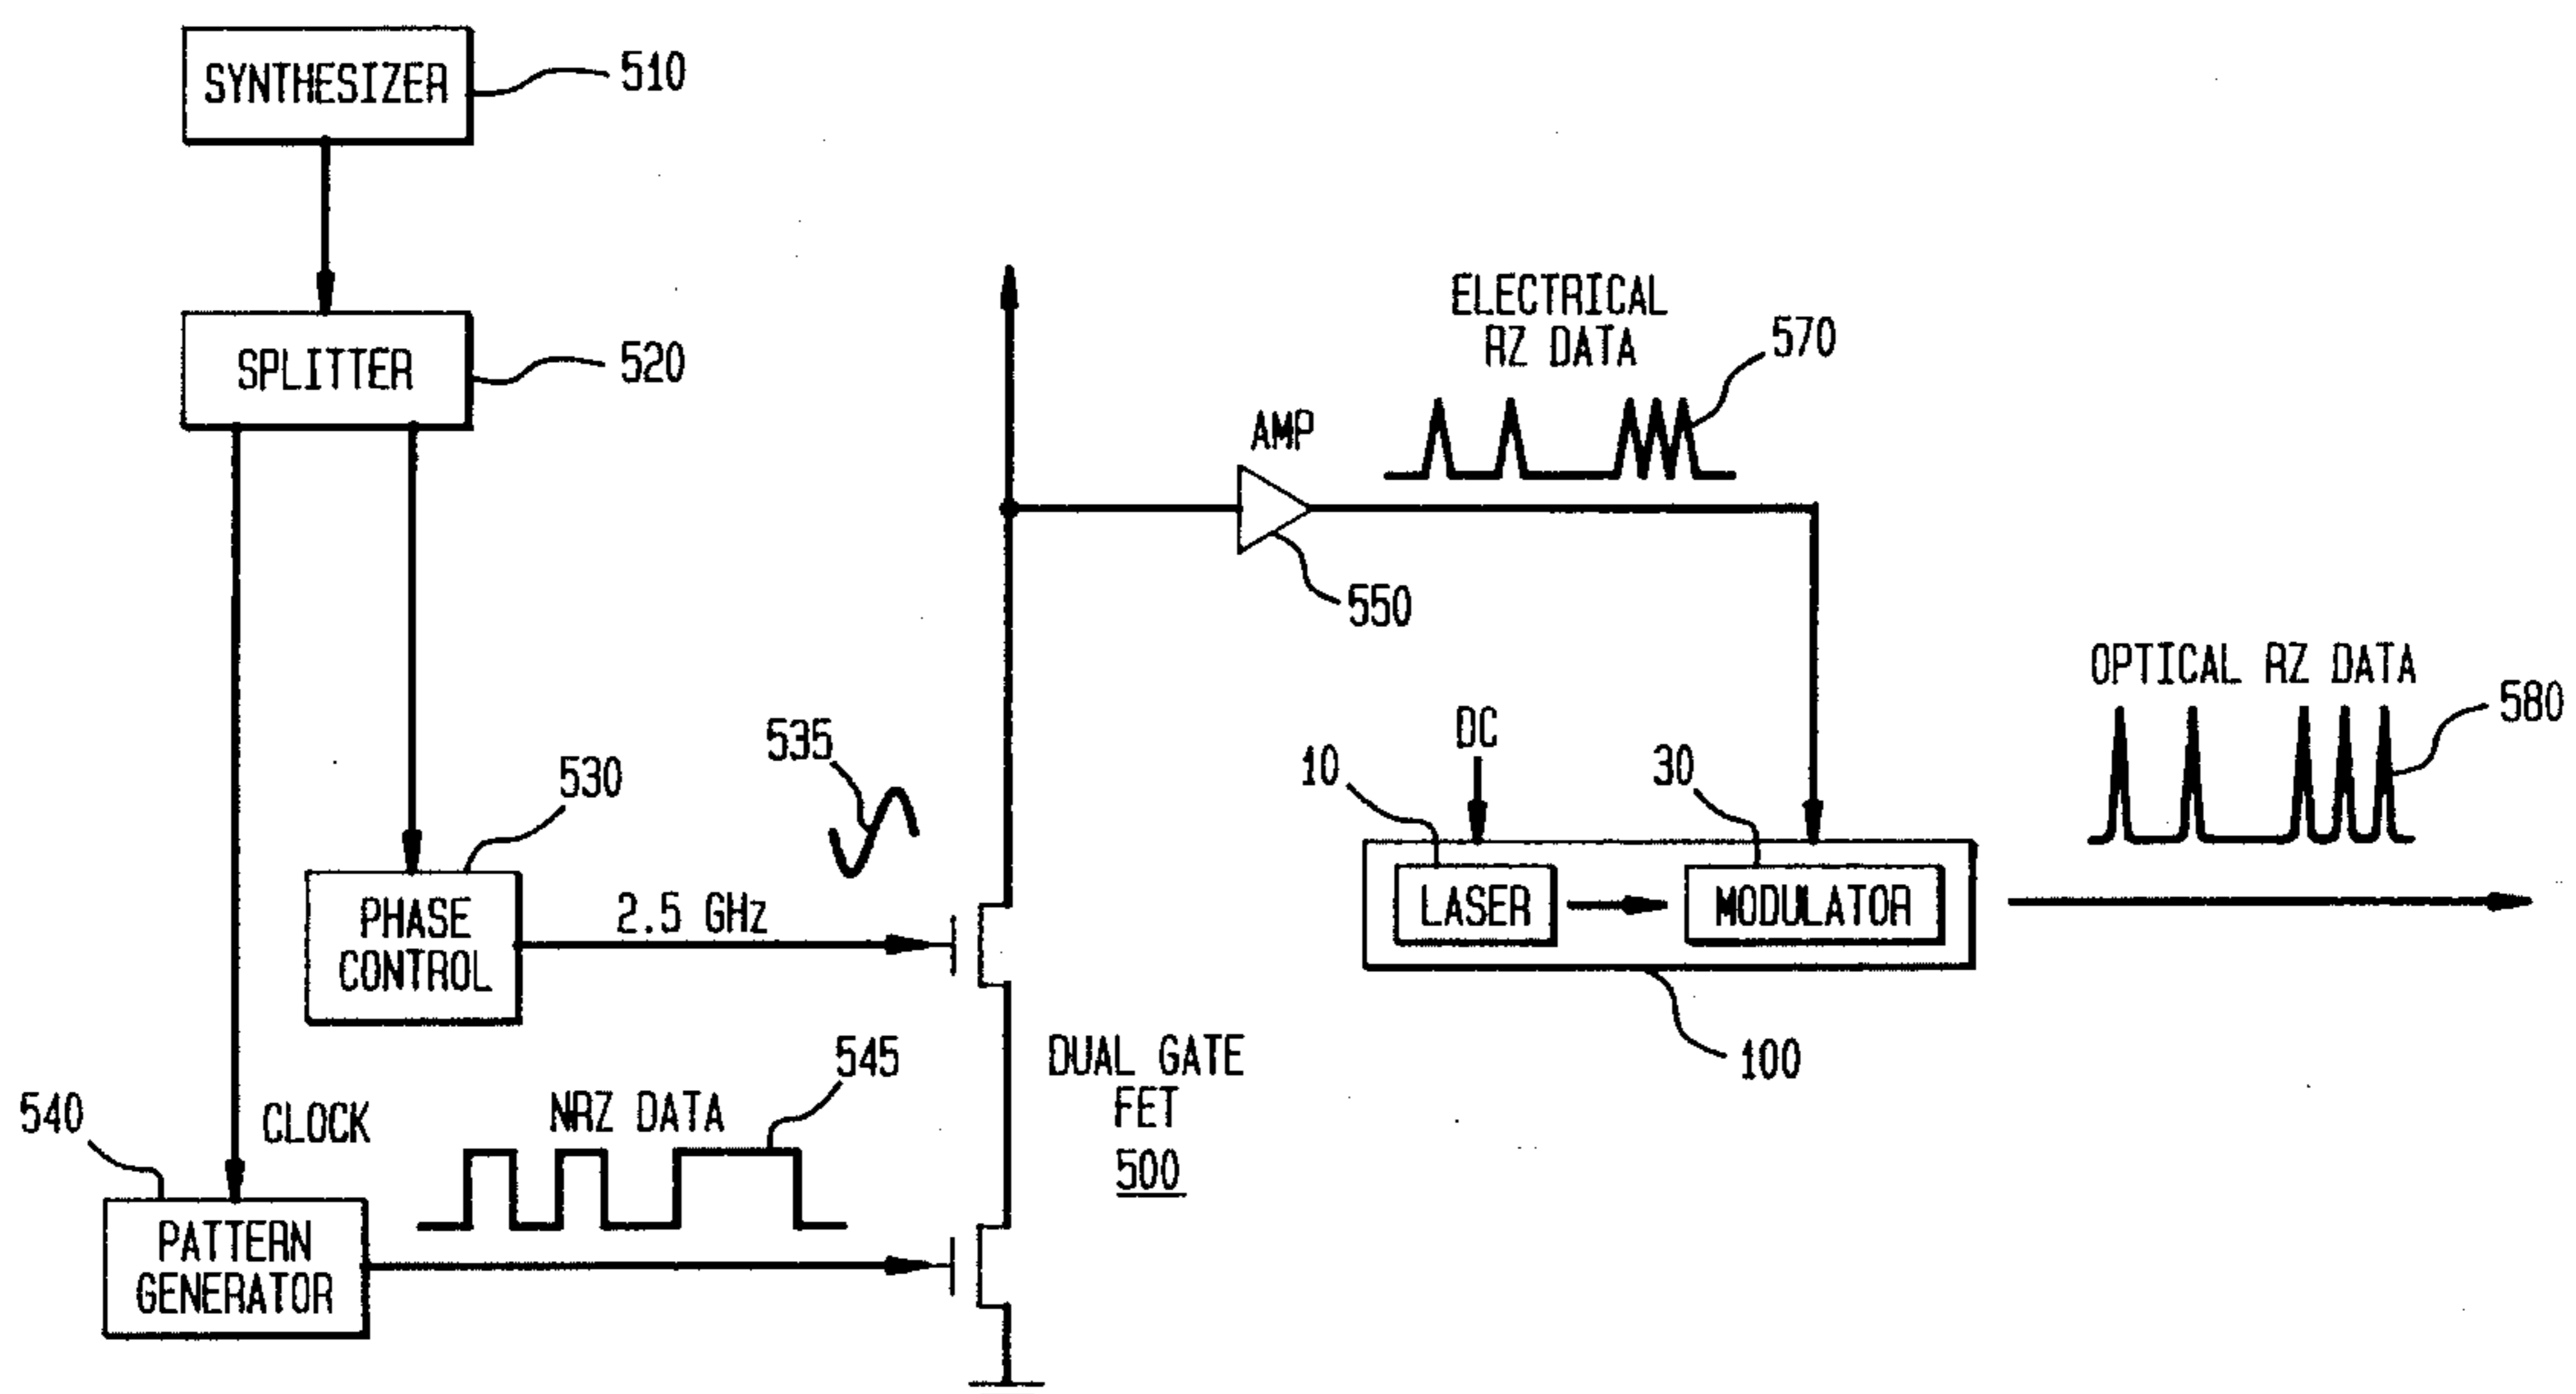 SYNTHESIZER
510
SPLITTER
520
ELECTRICAL
RZ DATA
570
AMP
550
OPTICAL RZ DATA
580
535
DC
10
30
530
PHASE
CONTROL
2.5 GHz
LASER
MODULATOR
100
545
DUAL GATE
FET
500
540
CLOCK
NRZ DATA
PATTERN
GENERATOR